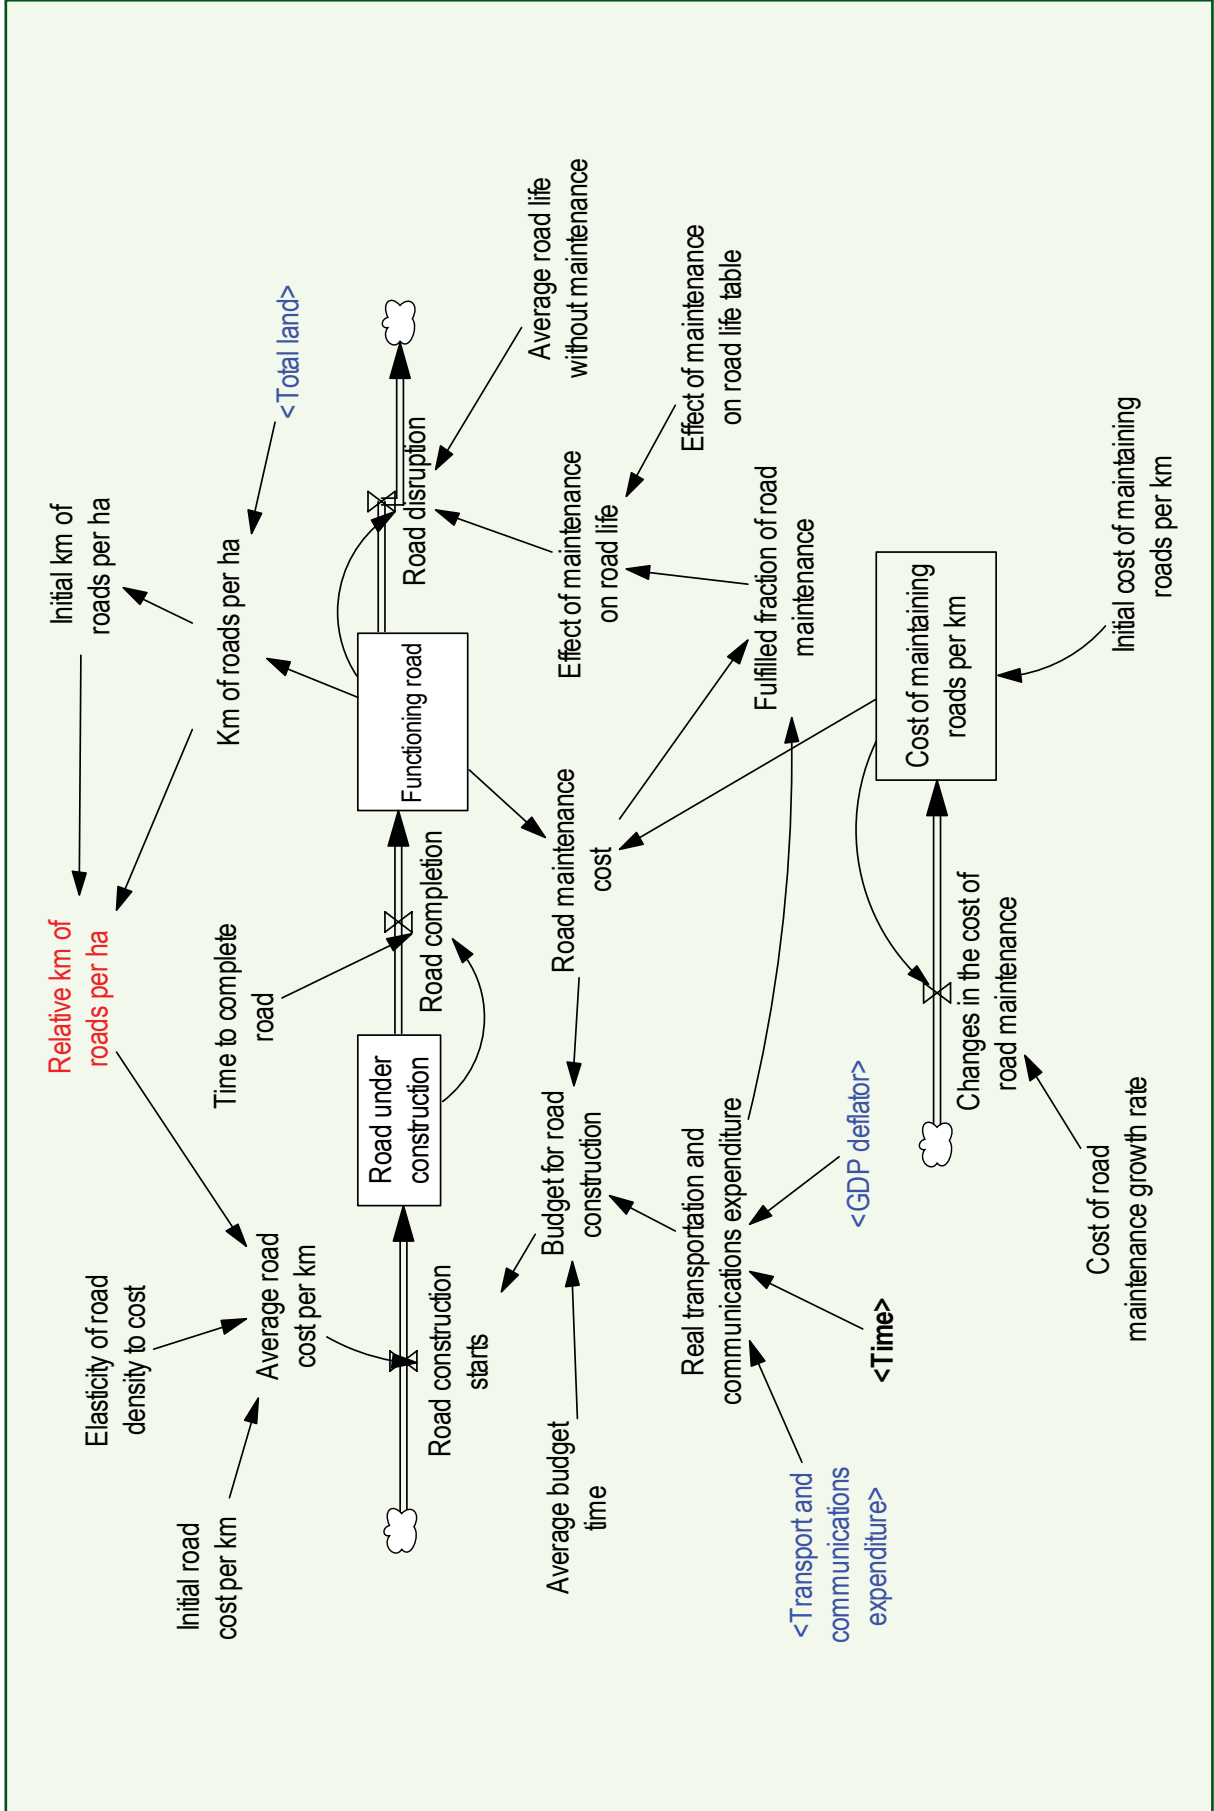 Initial km of
roads per ha
<Total land>
Relative km of
roads per ha
Km of roads per ha
Elasticity of road
density to cost
Time to complete
road
Initial road
cost per km
Average road
cost per km
Road under
construction
Functioning road
Road construction
starts
Road completion
Road disruption
Average road life
without maintenance
Average budget
time
Budget for road
construction
Road maintenance
cost
Effect of maintenance
on road life
Effect of maintenance
on road life table
Real transportation and
communications expenditure
Fulfilled fraction of road
maintenance
<Transport and
communications
expenditure>
<Time>
<GDP deflator>
Changes in the cost of
road maintenance
Cost of maintaining
roads per km
Cost of road
maintenance growth rate
Initial cost of maintaining
roads per km